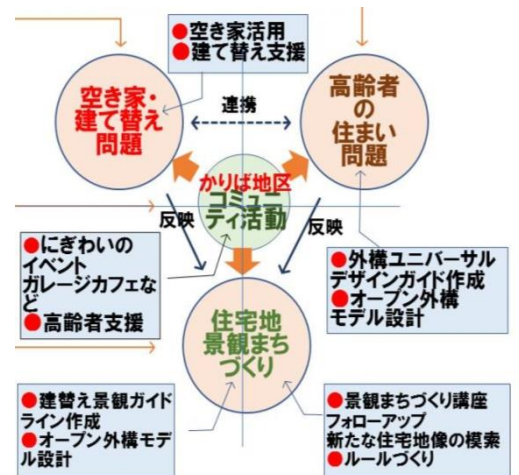 ●空き家活用
●建て替え支援
空き家・
建て替え
問題
連携
高齢者
の
住まい
問題
かりば地区
コミュニ
ティ活動
反映
反映
●にぎわいの
イベント
ガレージカフェな
ど
●高齢者支援
●外構ユニバーサル
デザインガイド作成
●オープン外構
モデル設計
住宅地
景観まち
づくり
●建替え景観ガイド
ライン作成
●オープン外構モデ
ル設計
●景観まちづくり講座
フォローアップ
新たな住宅地像の模索
●ルールづくり